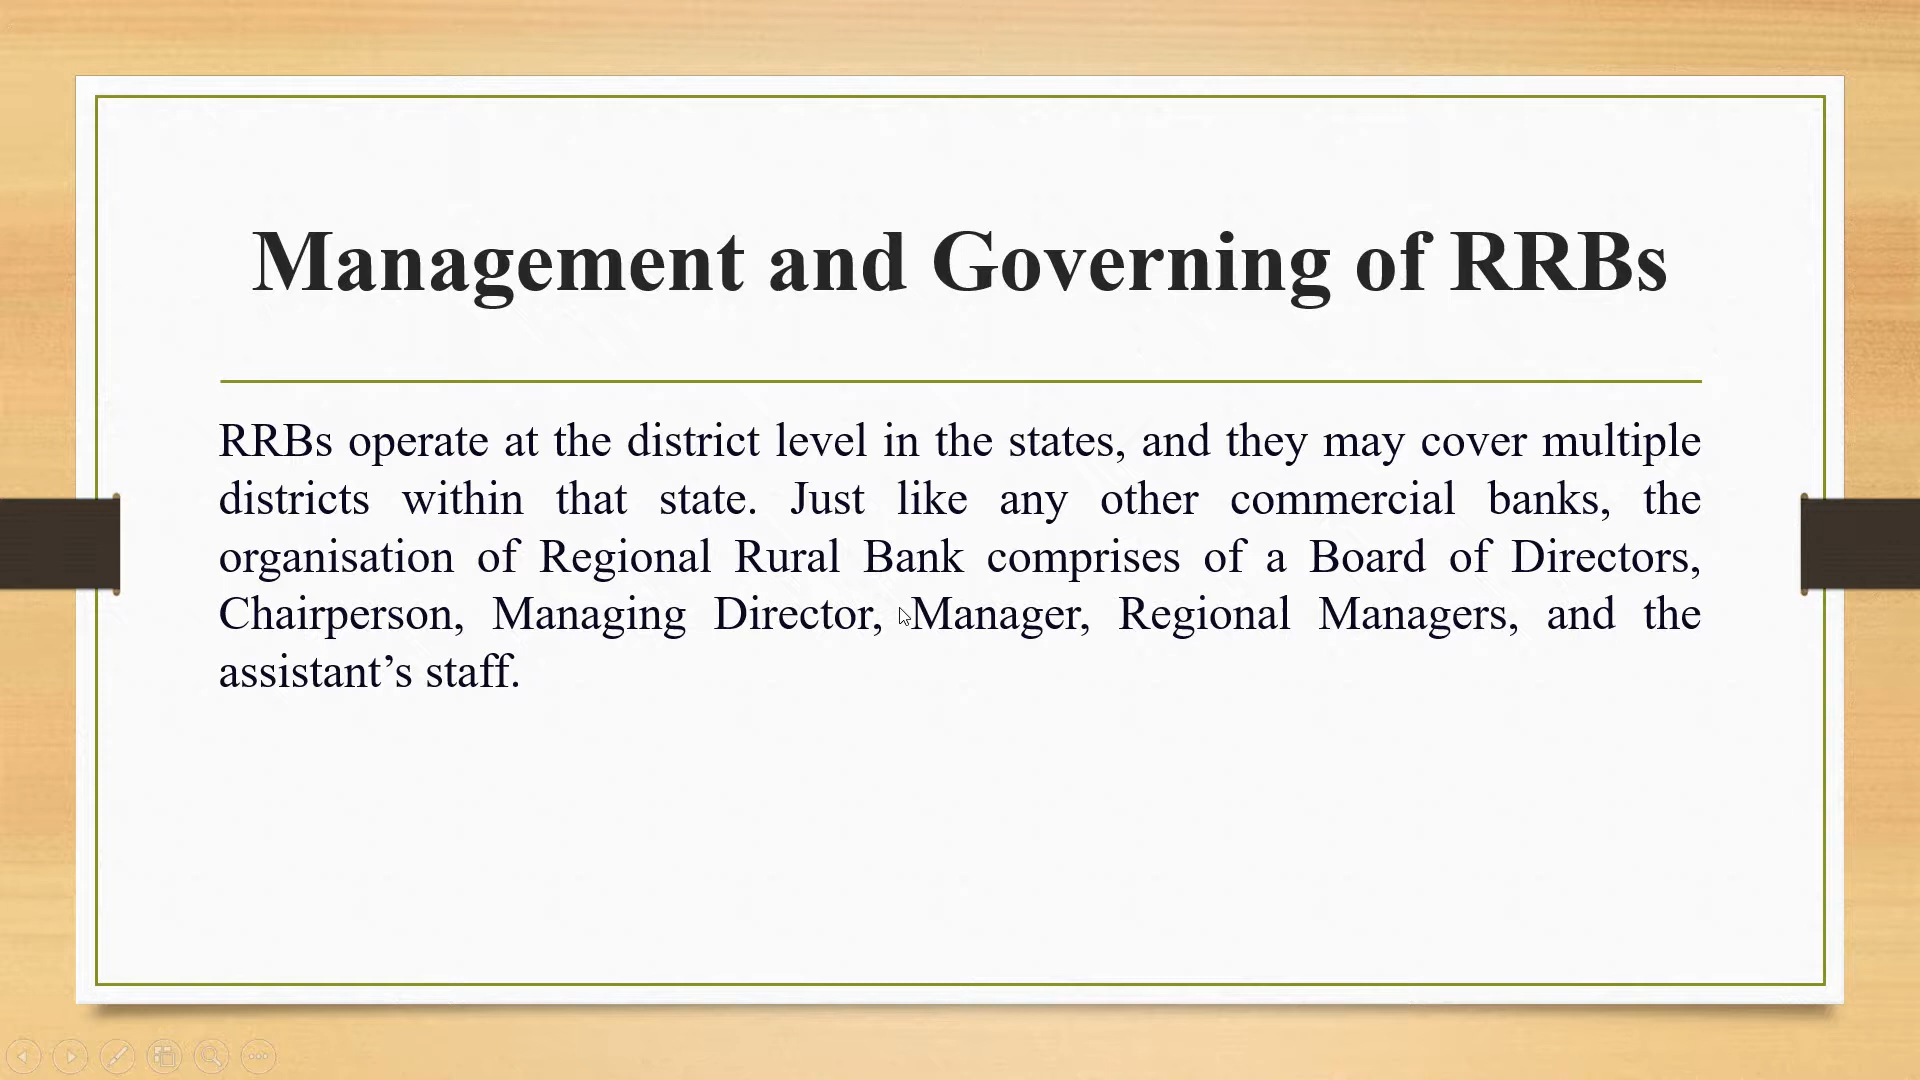 Management and Governing of RRBs
RRBs operate at the district level in the states, and they may cover multiple
districts within that state. Just like any other commercial banks, the
organisation of Regional Rural Bank comprises of a Board of Directors,
Chairperson, Managing Director, Manager, Regional Managers, and the
assistant’s staff.